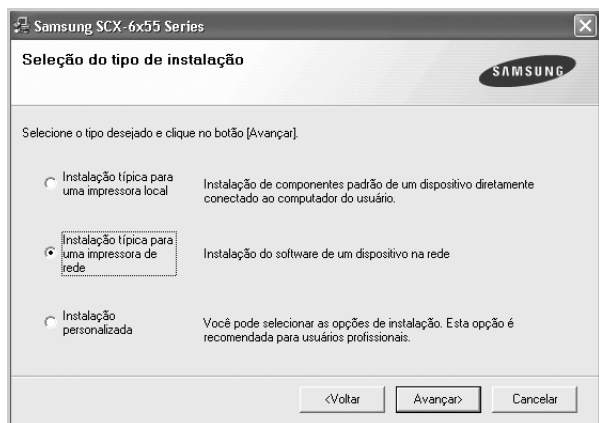 Samsung SCX-6x55 Series
Seleção do tipo de instalação
SAMSUNG
Selecione o tipo desejado e clique no botão [Avançar].
Instalação típica para
uma impressora local
Instalação de componentes padrão de um dispositivo diretamente
conectado ao computador do usuário.
Instalação típica para
uma impressora de
rede
Instalação do software de um dispositivo na rede
Instalação
personalizada
Você pode selecionar as opções de instalação. Esta opção é
recomendada para usuários profissionais.
<Voltar
Avançar>
Cancelar